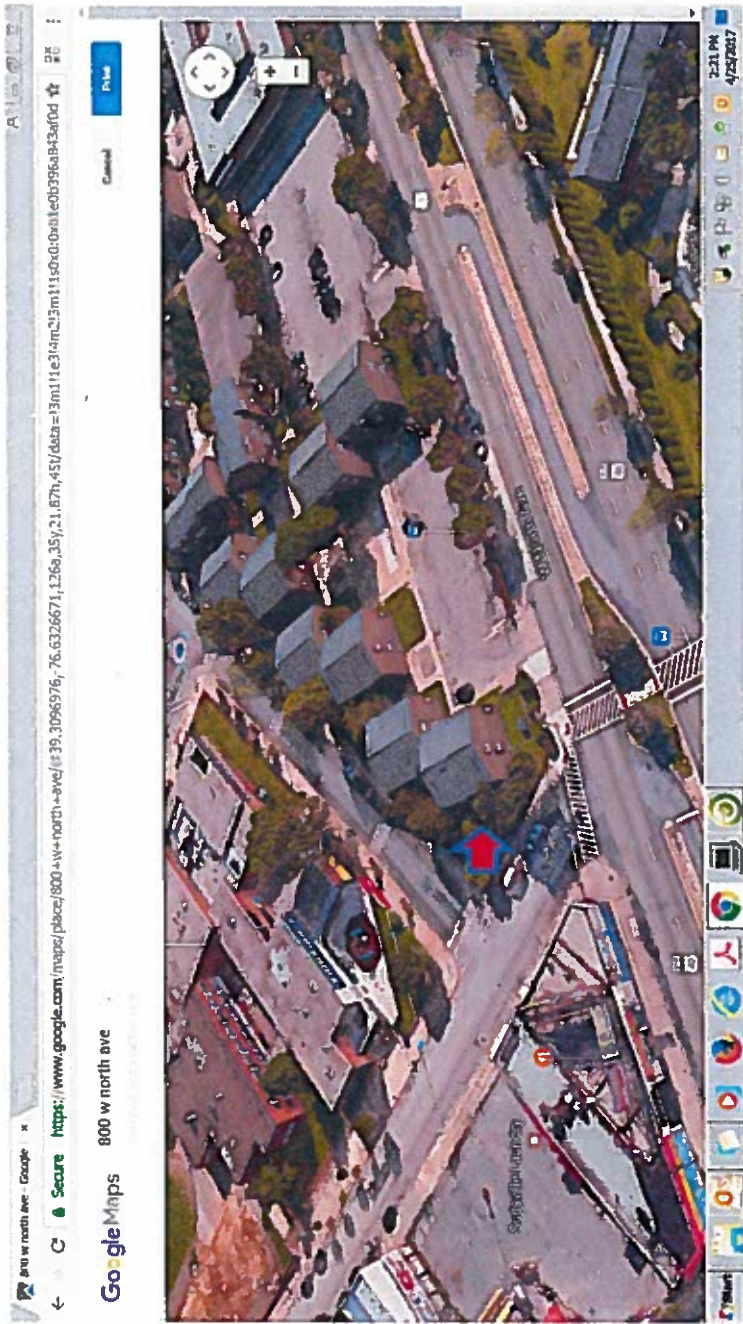 800 w north ave - Google
Secure
https://www.google.com/maps/place/800+w+north+ave/@39.3096976,-76.6326671,126a,35y,21.87h,45t/data=!3m1!1e3!4m2!3m1!1s0x0:0xb1e0b396a843af0d
Google Maps
800 w north ave
Cancel
Print
Start
2:21 PM
4/25/2017